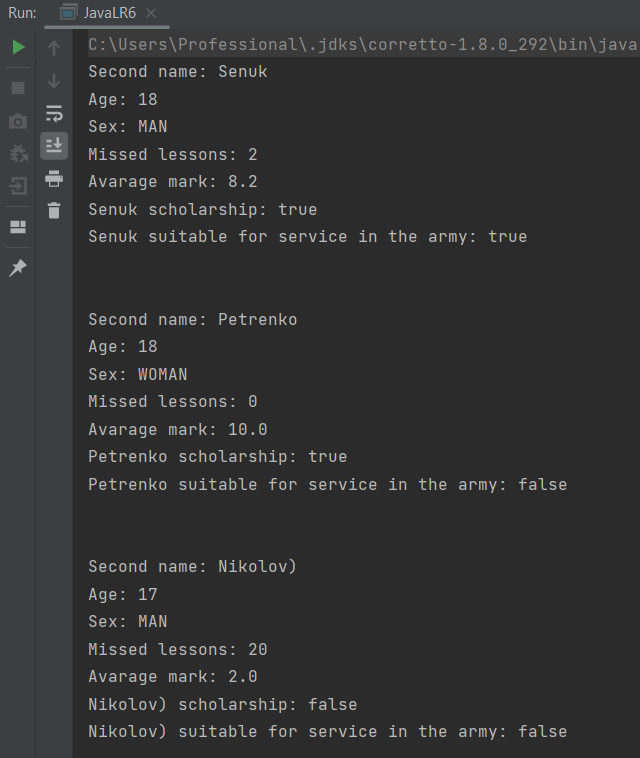 Run: JavaLR6
C:\Users\Professional\.jdks\corretto-1.8.0_292\bin\java
Second name: Senuk
Age: 18
Sex: MAN
Missed lessons: 2
Avarage mark: 8.2
Senuk scholarship: true
Senuk suitable for service in the army: true
Second name: Petrenko
Age: 18
Sex: WOMAN
Missed lessons: 0
Avarage mark: 10.0
Petrenko scholarship: true
Petrenko suitable for service in the army: false
Second name: Nikolov)
Age: 17
Sex: MAN
Missed lessons: 20
Avarage mark: 2.0
Nikolov) scholarship: false
Nikolov) suitable for service in the army: false